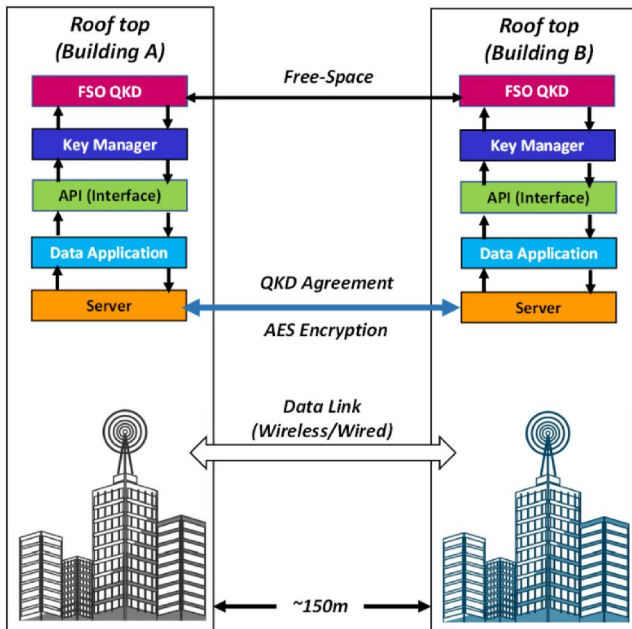 Roof top
(Building A)
FSO QKD
Key Manager
API (Interface)
Data Application
Server
Free-Space
QKD Agreement
AES Encryption
Data Link
(Wireless/Wired)
~150m
Roof top
(Building B)
FSO QKD
Key Manager
API (Interface)
Data Application
Server